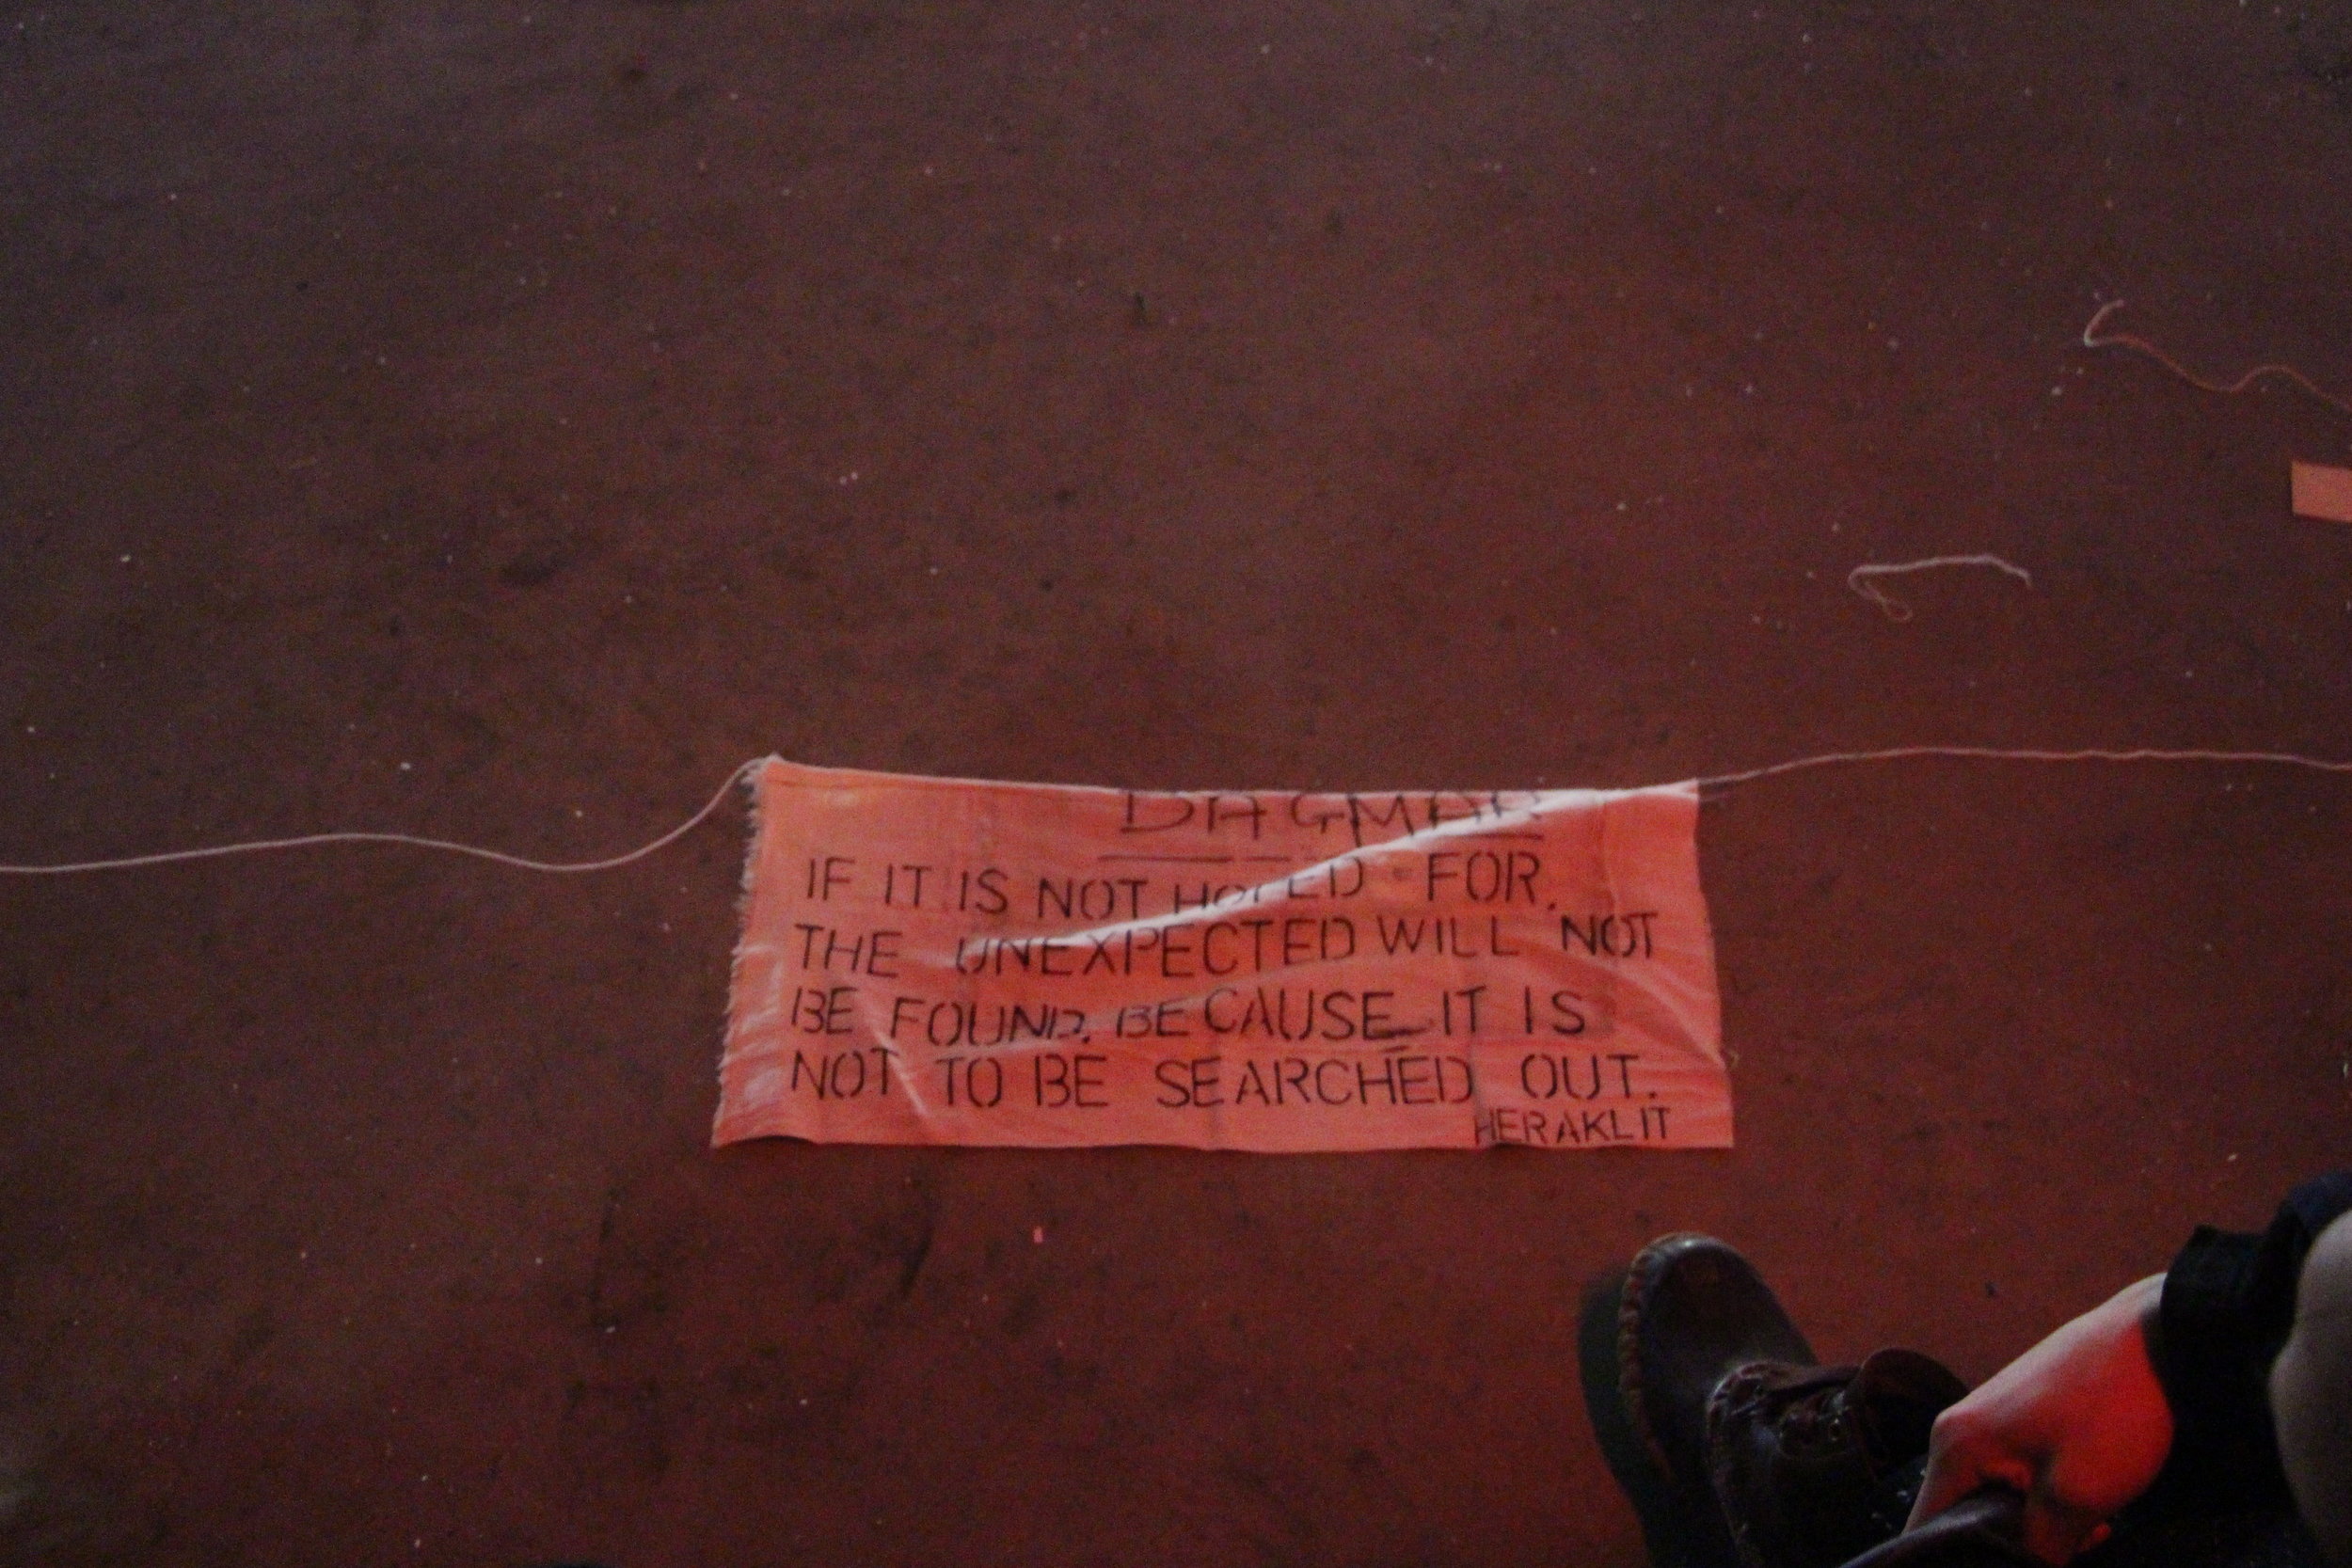 DAGMAR
IF IT IS NOT HOPED FOR,
THE UNEXPECTED WILL NOT
BE FOUND, BECAUSE IT IS
NOT TO BE SEARCHED OUT.
HERAKLIT